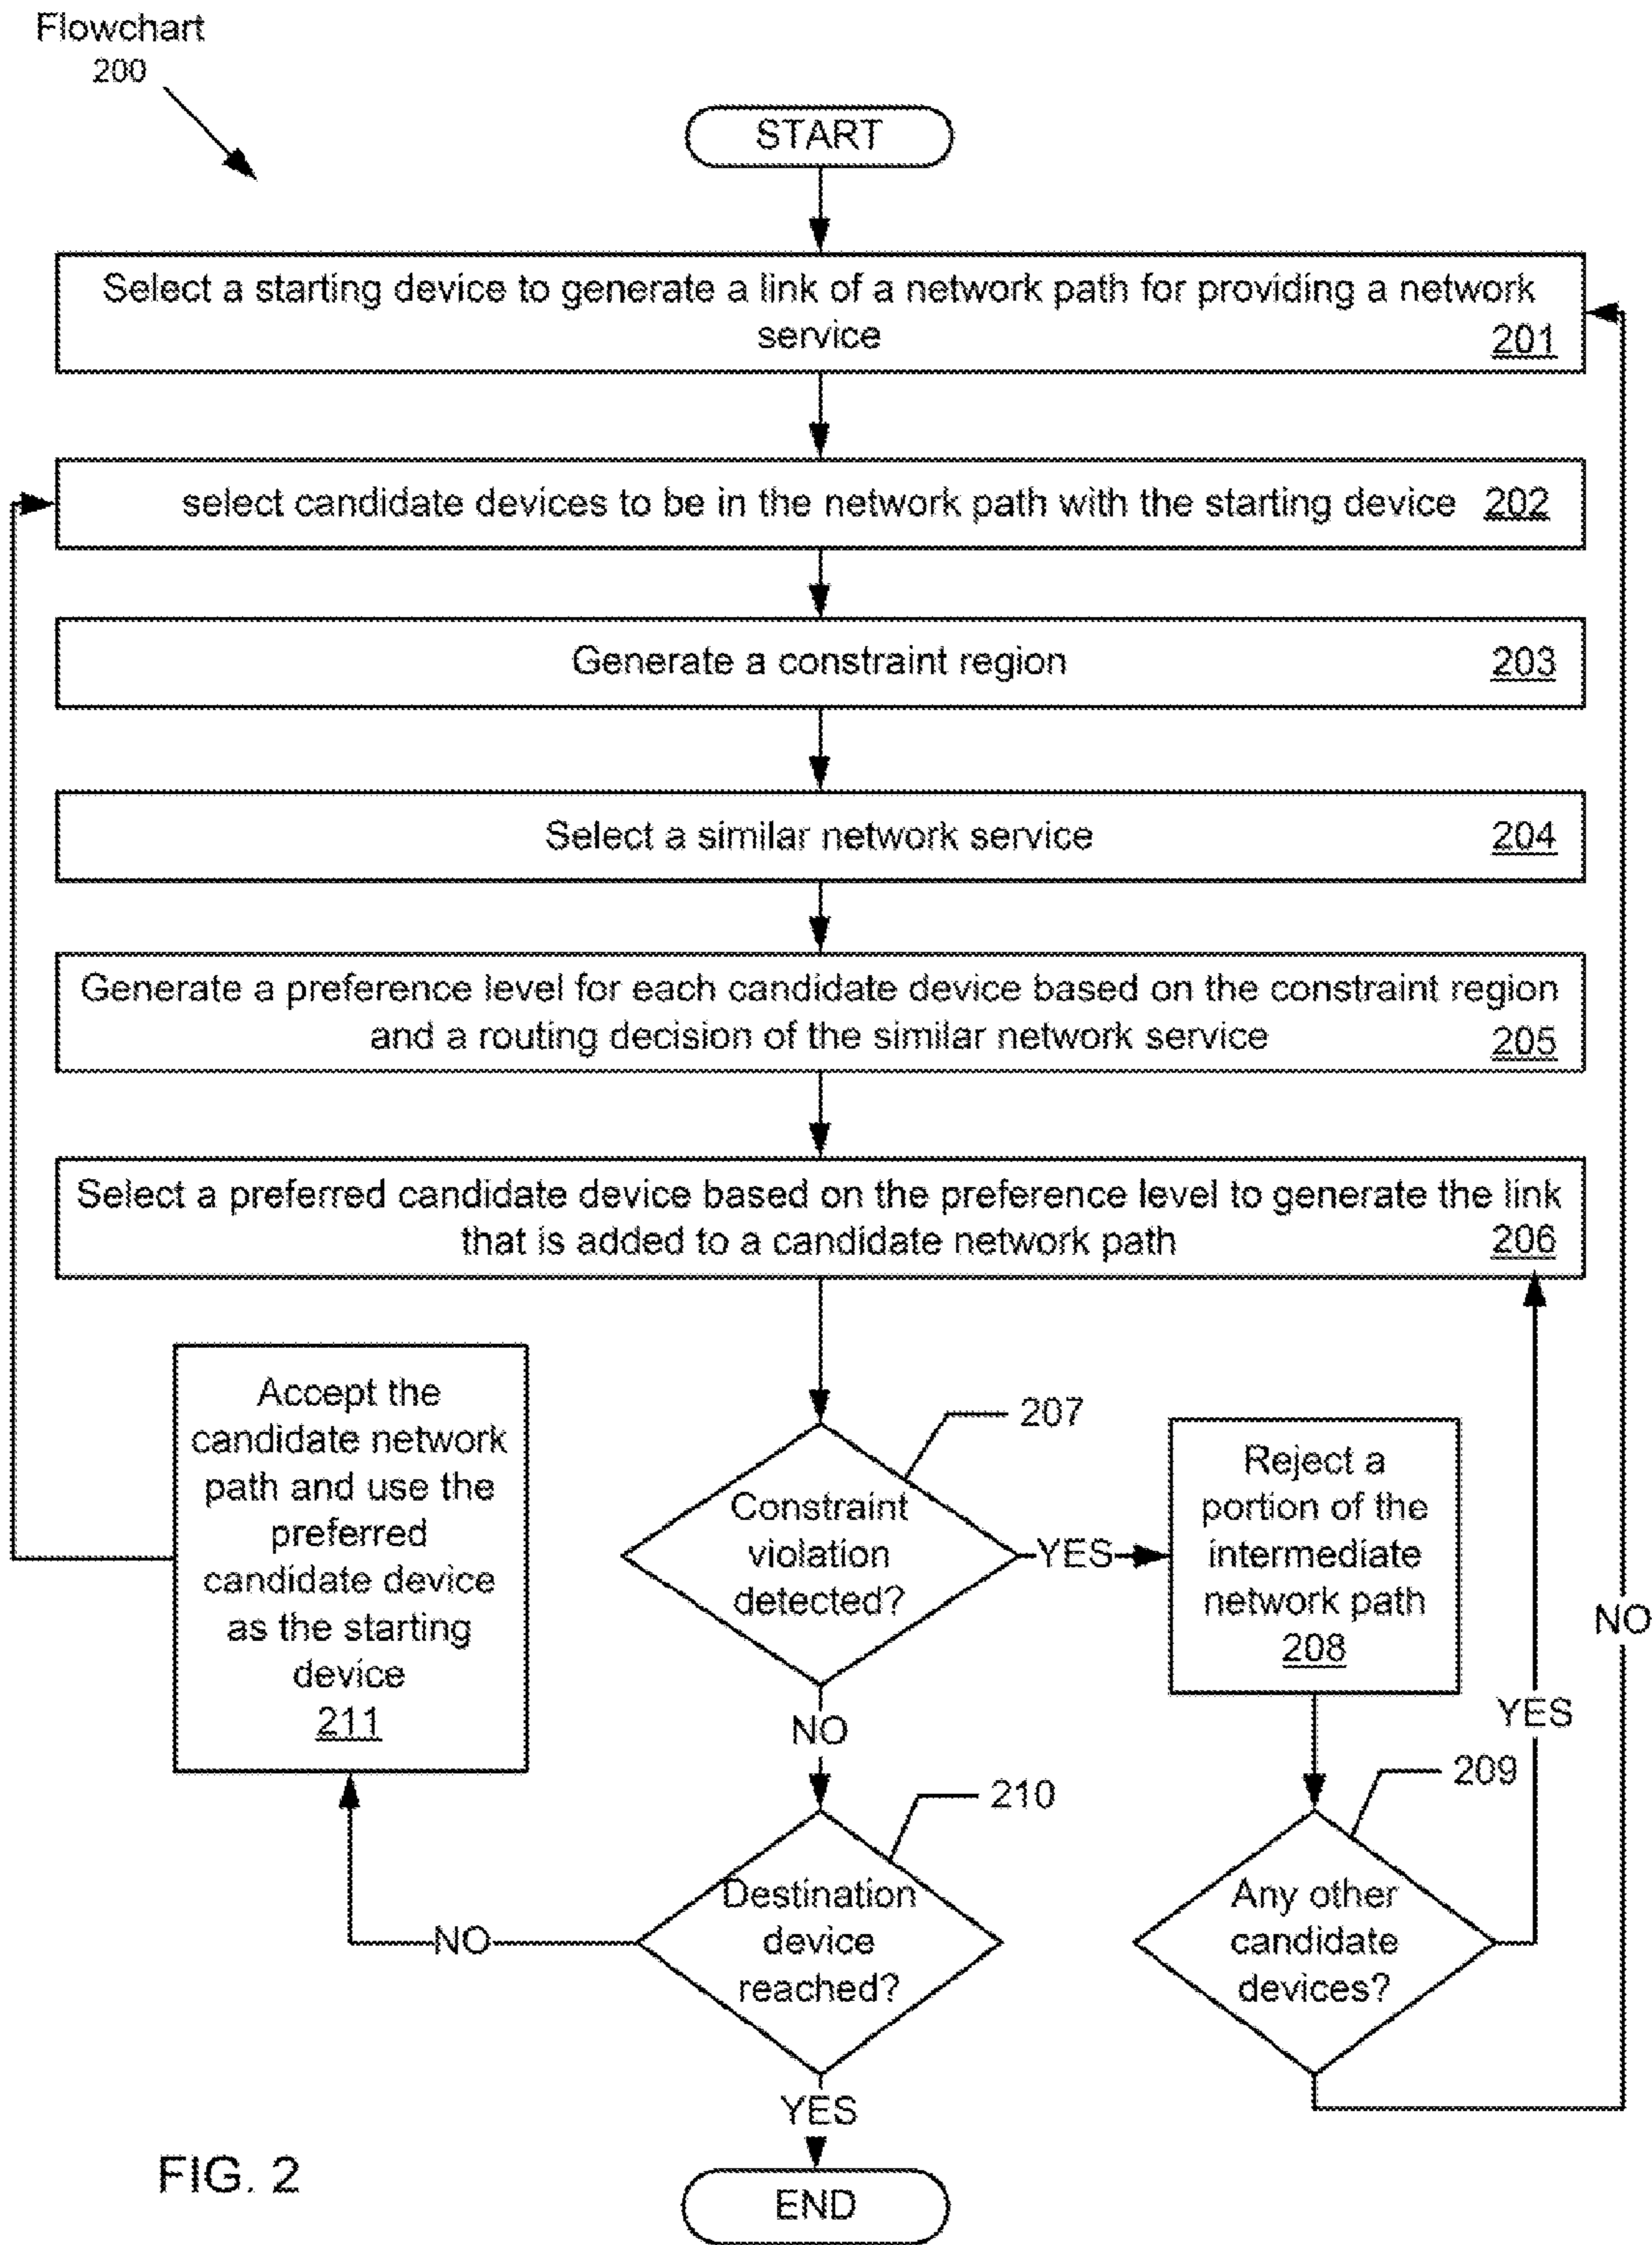 Flowchart
200
START
Select a starting device to generate a link of a network path for providing a network
service
201
select candidate devices to be in the network path with the starting device 202
Generate a constraint region 203
Select a similar network service 204
Generate a preference level for each candidate device based on the constraint region
and a routing decision of the similar network service 205
Select a preferred candidate device based on the preference level to generate the link
that is added to a candidate network path 206
Accept the
candidate network
path and use the
preferred
candidate device
as the starting
device
211
207
Constraint
violation
detected?
YES
Reject a
portion of the
intermediate
network path
208
NO
YES
NO
209
210
Destination
device
reached?
NO
Any other
candidate
devices?
YES
END
FIG. 2